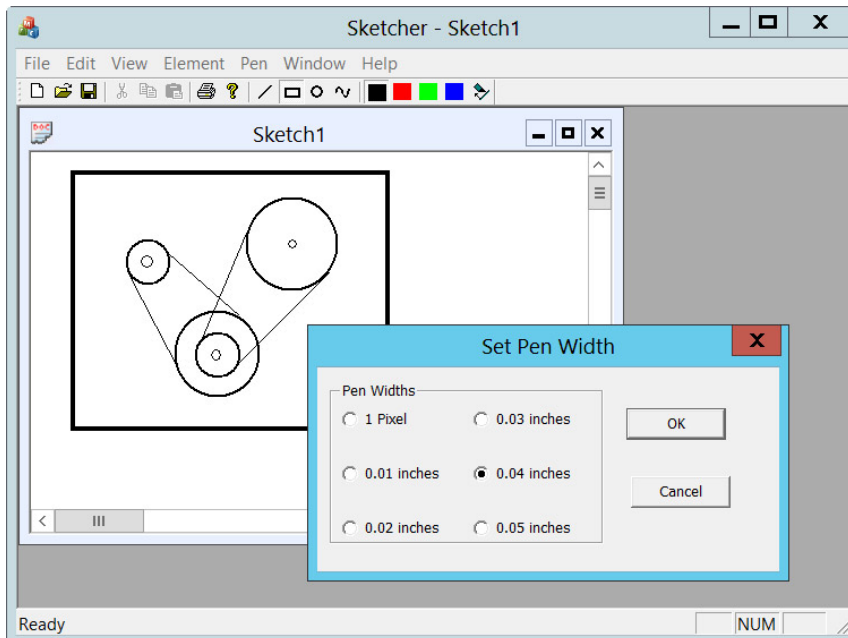 Sketcher - Sketch1
File Edit View Element Pen Window Help
Sketch1
Set Pen Width
Pen Widths
1 Pixel 0.03 inches
OK
0.01 inches 0.04 inches
Cancel
0.02 inches 0.05 inches
Ready NUM